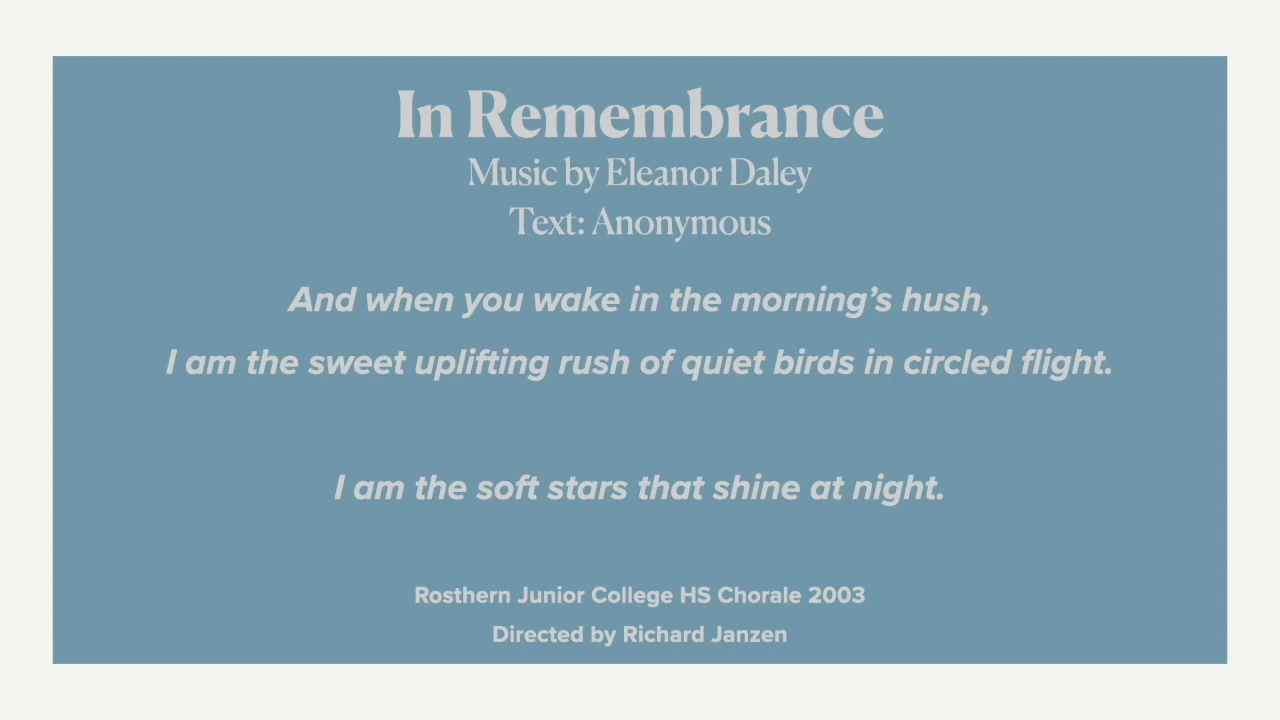 In Remembrance
Music by Eleanor Daley
Text: Anonymous
And when you wake in the morning’s hush,
I am the sweet uplifting rush of quiet birds in circled flight.
I am the soft stars that shine at night.
Rosthern Junior College HS Chorale 2003
Directed by Richard Janzen